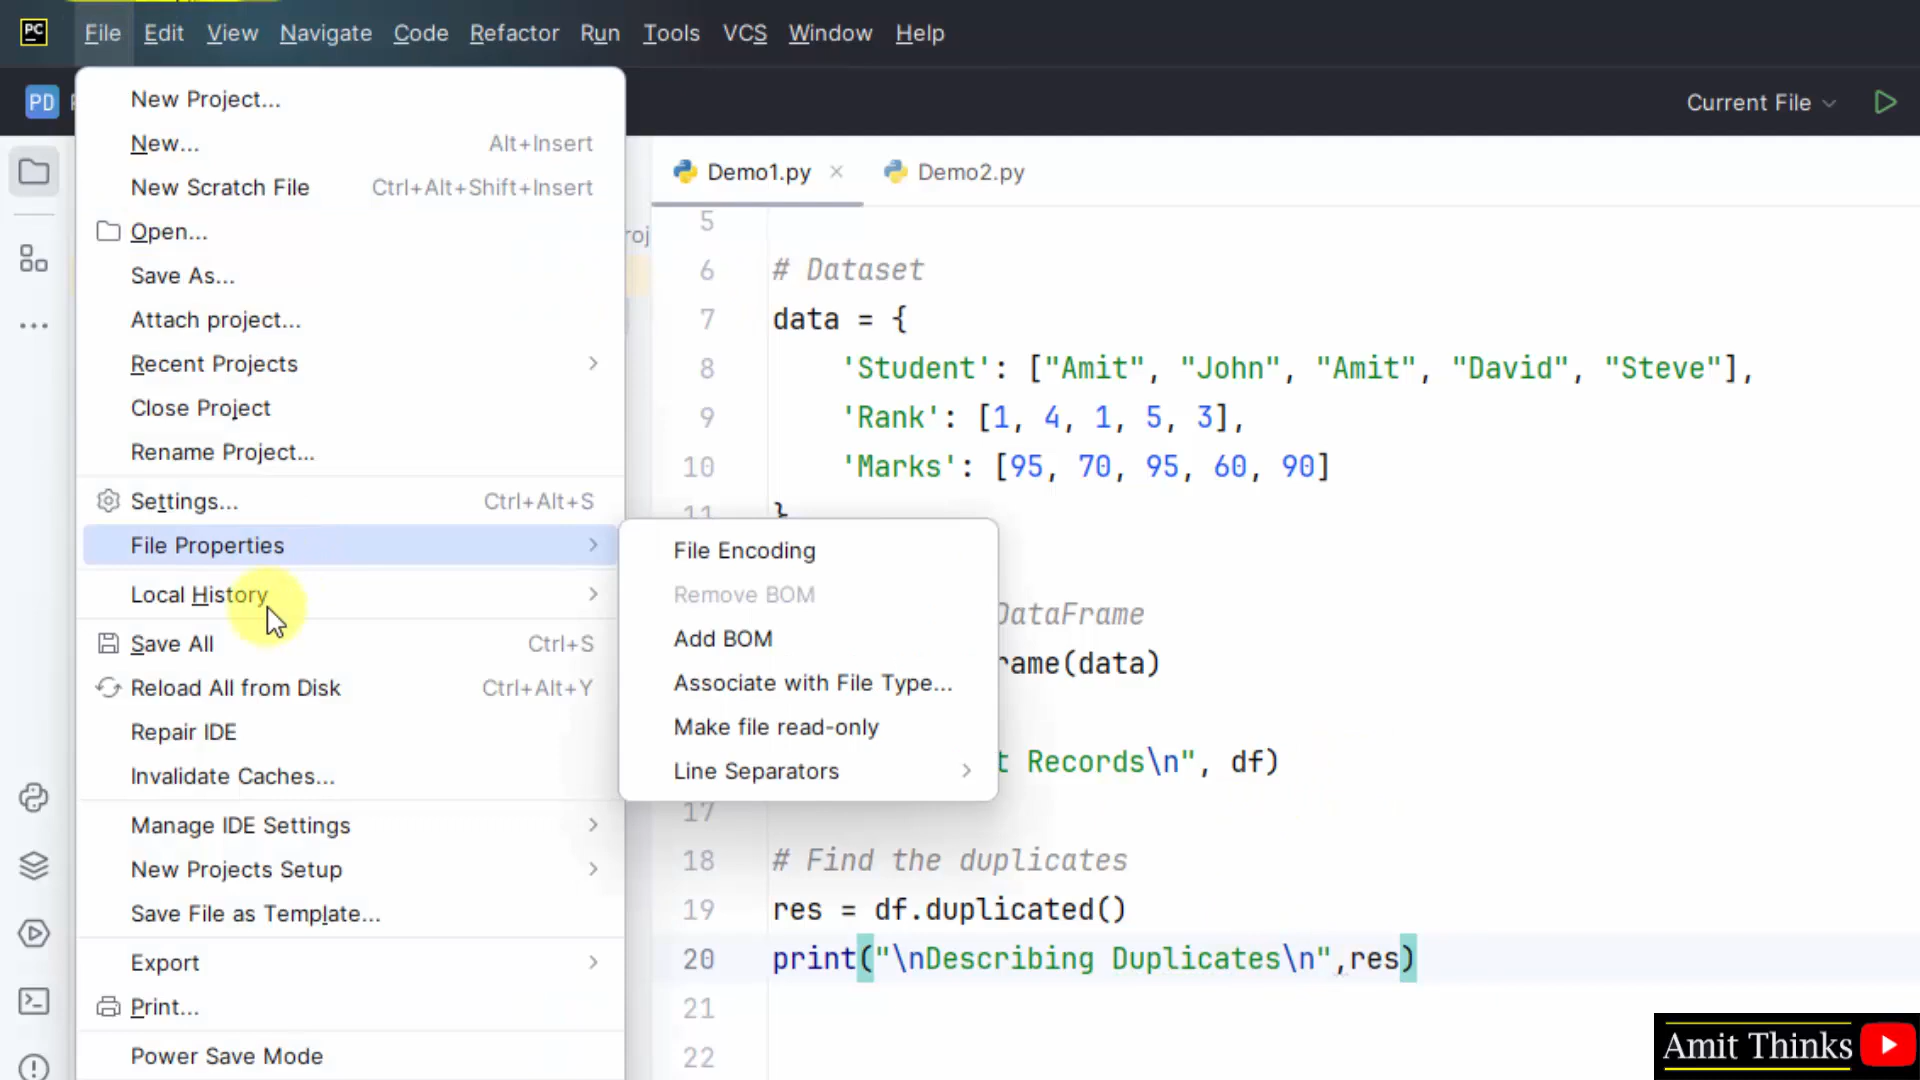 PC File Edit View Navigate Code Refactor Run Tools VCS Window Help
PD
Current File
New Project...
New... Alt+Insert
New Scratch File Ctrl+Alt+Shift+Insert
Open...
Save As...
Attach project...
Recent Projects
Close Project
Rename Project...
Settings... Ctrl+Alt+S
File Properties
Local History
Save All Ctrl+S
Reload All from Disk Ctrl+Alt+Y
Repair IDE
Invalidate Caches...
Manage IDE Settings
New Projects Setup
Save File as Template...
Export
Print...
Power Save Mode
File Encoding
Remove BOM
Add BOM
Associate with File Type...
Make file read-only
Line Separators
roj
Demo1.py Demo2.py
5
6 # Dataset
7 data = {
8 'Student': ["Amit", "John", "Amit", "David", "Steve"],
9 'Rank': [1, 4, 1, 5, 3],
10 'Marks': [95, 70, 95, 60, 90]
11 }
DataFrame
rame(data)
t Records\n", df)
17
18 # Find the duplicates
19 res = df.duplicated()
20 print("\nDescribing Duplicates\n",res)
21
22
Amit Thinks